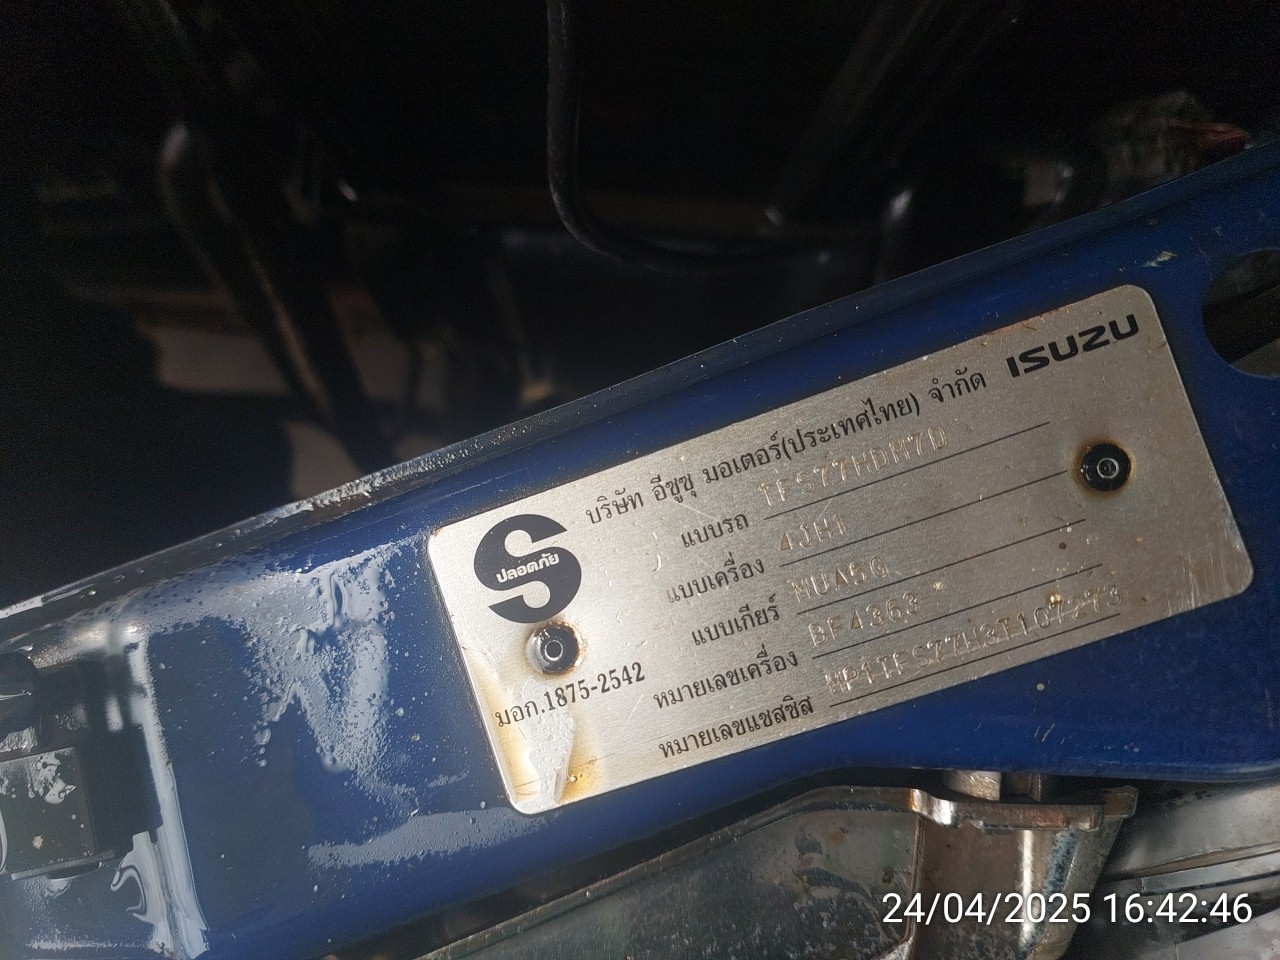 บริษัท อีซูซุ มอเตอร์(ประเทศไทย) จำกัด ISUZU
แบบรถ TFS77HDM7D
แบบเครื่อง 4JH1
แบบเกียร์ MUA5G
หมายเลขเครื่อง BF4363
หมายเลขแชสซิส MP1TFS77H3T107273
S
ปลอดภัย
มอก.1875-2542
24/04/2025 16:42:46